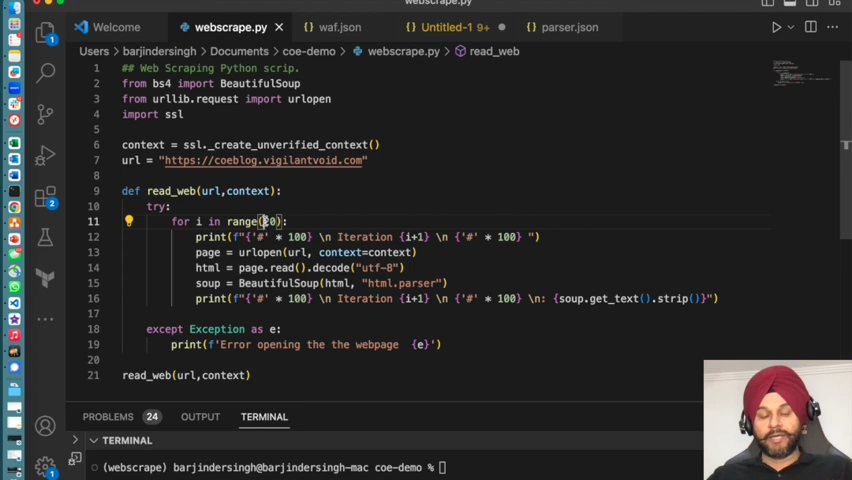 Welcome
webscrape.py
waf.json
Untitled-1 9+
parser.json
Users > barjindersingh > Documents > coe-demo > webscrape.py > read_web
1 ## Web Scraping Python scrip.
2 from bs4 import BeautifulSoup
3 from urllib.request import urlopen
4 import ssl
5
6 context = ssl._create_unverified_context()
7 url = "https://coeblog.vigilantvoid.com"
8
9 def read_web(url,context):
10 try:
11 for i in range(20):
12 print(f"{'#' * 100} \n Iteration {i+1} \n {'#' * 100} ")
13 page = urlopen(url, context=context)
14 html = page.read().decode("utf-8")
15 soup = BeautifulSoup(html, "html.parser")
16 print(f"{'#' * 100} \n Iteration {i+1} \n {'#' * 100} \n: {soup.get_text().strip()}")
17
18 except Exception as e:
19 print(f'Error opening the the webpage {e}')
20
21 read_web(url,context)
PROBLEMS 24 OUTPUT TERMINAL
TERMINAL
(webscrape) barjindersingh@barjindersingh-mac coe-demo %